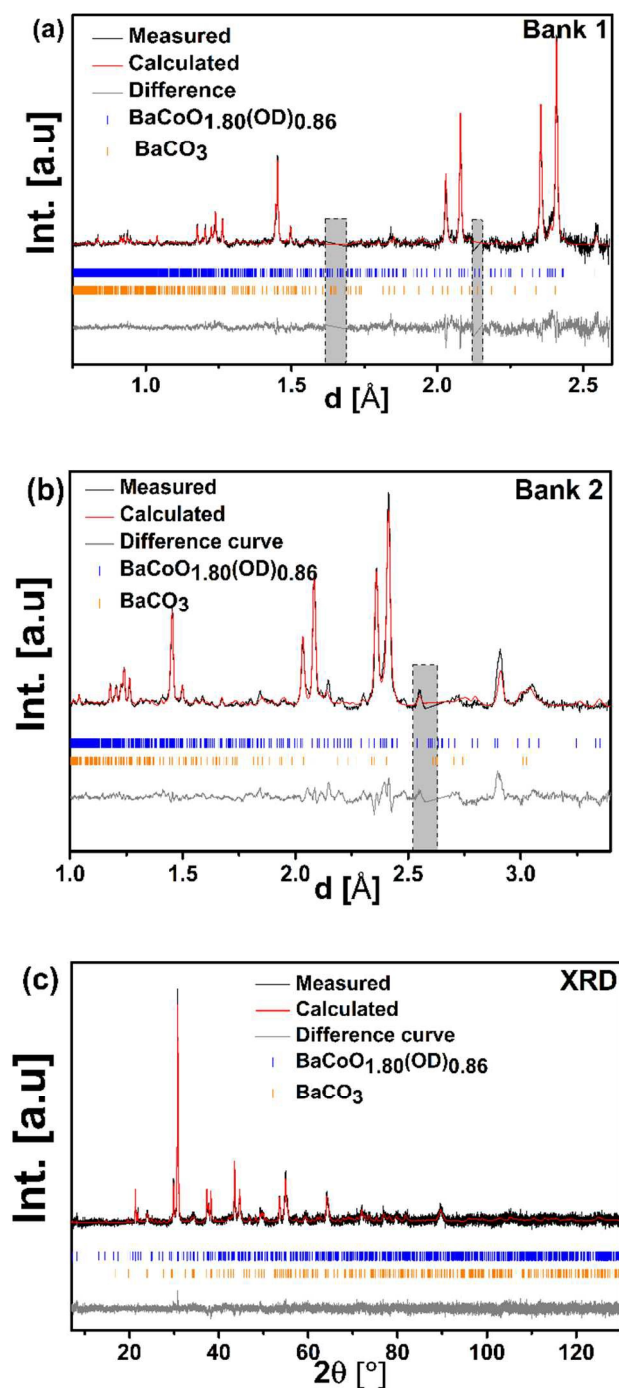 (a)
Bank 1
Measured
Calculated
Difference
BaCoO1.80(OD)0.86
BaCO3
Int. [a.u]
1.0 1.5 2.0 2.5
d [Å]
(b)
Bank 2
Measured
Calculated
Difference curve
BaCoO1.80(OD)0.86
BaCO3
Int. [a.u]
1.0 1.5 2.0 2.5 3.0
d [Å]
(c)
XRD
Measured
Calculated
Difference curve
BaCoO1.80(OD)0.86
BaCO3
Int. [a.u]
20 40 60 80 100 120
2θ [°]